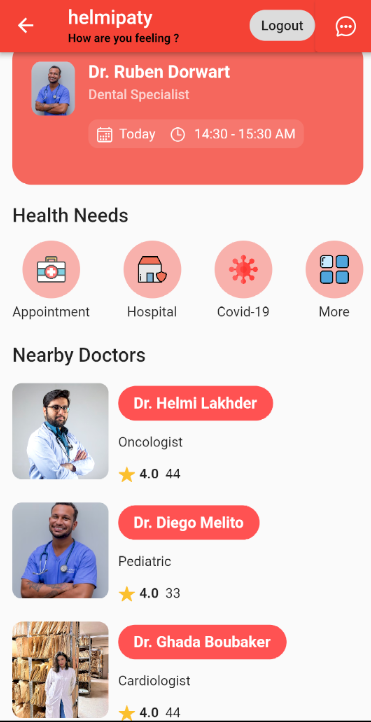 helmipaty
Logout
How are you feeling ?
Dr. Ruben Dorwart
Dental Specialist
Today 14:30 - 15:30 AM
Health Needs
Appointment Hospital Covid-19 More
Nearby Doctors
Dr. Helmi Lakhder
Oncologist
4.0 44
Dr. Diego Melito
Pediatric
4.0 33
Dr. Ghada Boubaker
Cardiologist
4.0 44